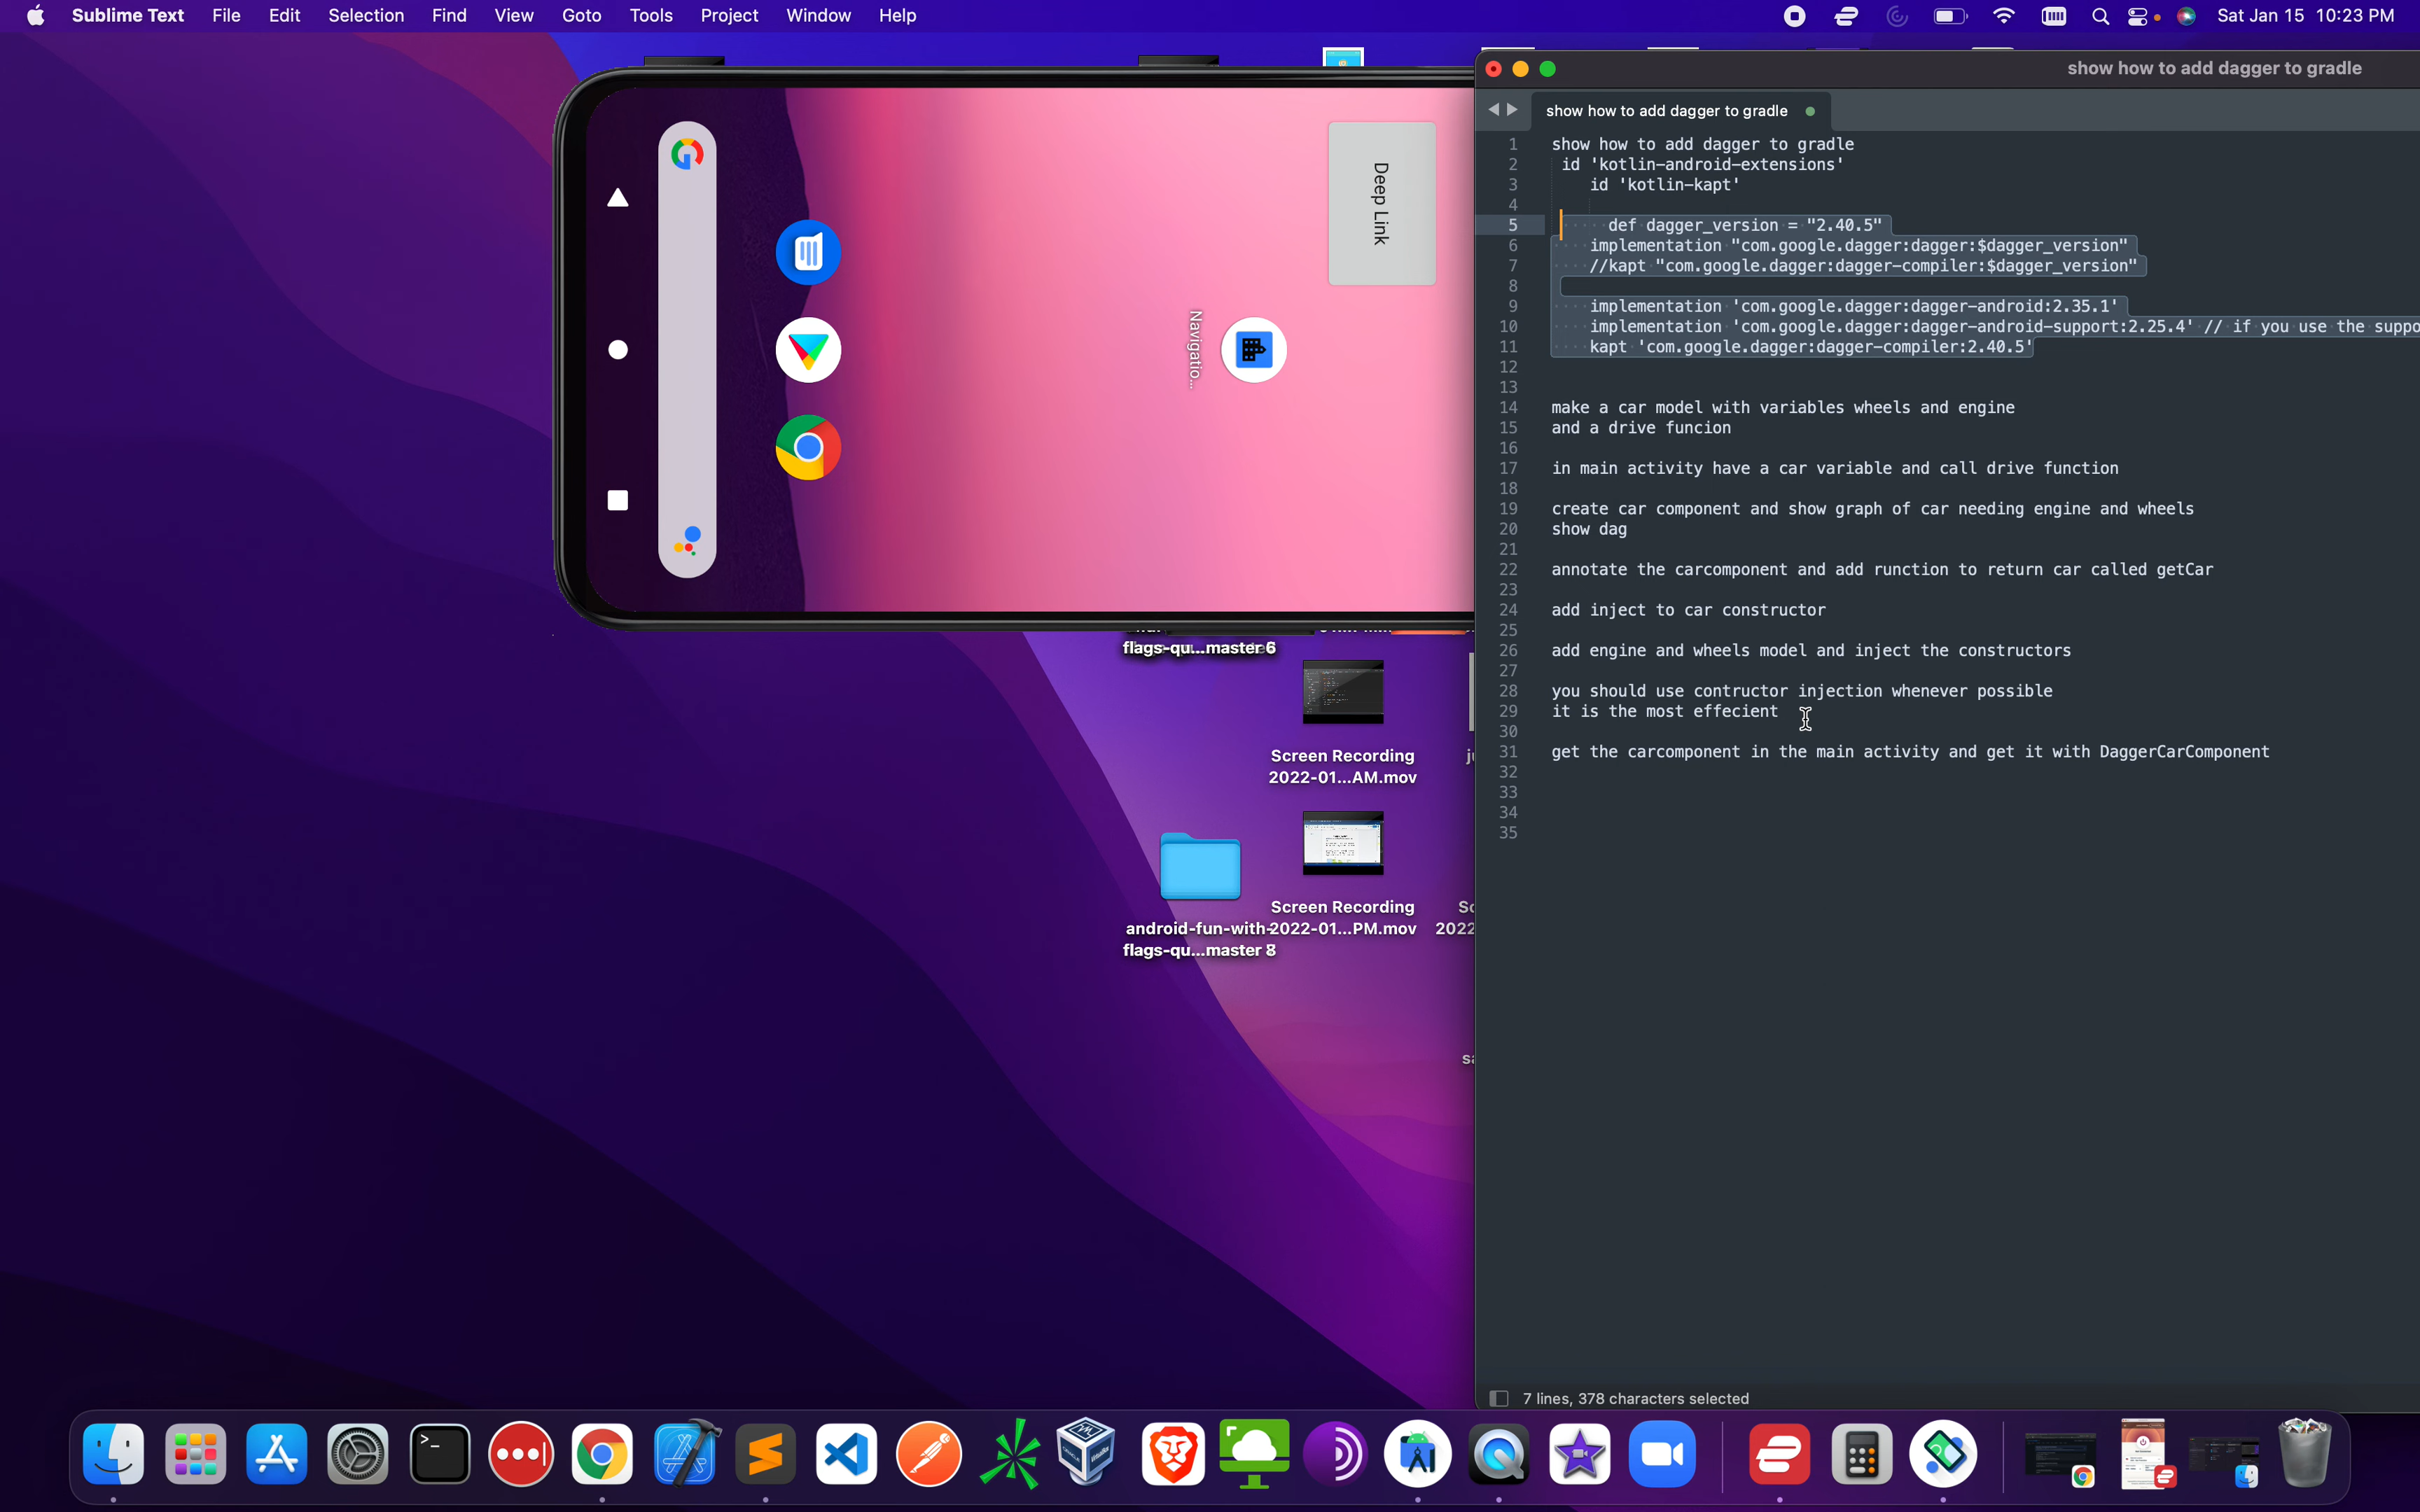 Sublime Text File Edit Selection Find View Goto Tools Project Window Help Sat Jan 15 10:23 PM
show how to add dagger to gradle
show how to add dagger to gradle
1 show how to add dagger to gradle
2 id 'kotlin-android-extensions'
3 id 'kotlin-kapt'
4
5 def dagger_version = "2.40.5"
6 implementation "com.google.dagger:dagger:$dagger_version"
7 //kapt "com.google.dagger:dagger-compiler:$dagger_version"
8
9 implementation 'com.google.dagger:dagger-android:2.35.1'
10 implementation 'com.google.dagger:dagger-android-support:2.25.4' // if you use the suppo
11 kapt 'com.google.dagger:dagger-compiler:2.40.5'
12
13
14 make a car model with variables wheels and engine
15 and a drive funcion
16
17 in main activity have a car variable and call drive function
18
19 create car component and show graph of car needing engine and wheels
20 show dag
21
22 annotate the carcomponent and add runction to return car called getCar
23
24 add inject to car constructor
25
26 add engine and wheels model and inject the constructors
27
28 you should use contructor injection whenever possible
29 it is the most effecient
30
31 get the carcomponent in the main activity and get it with DaggerCarComponent
32
33
34
35
7 lines, 378 characters selected
Deep Link
Navigatio...
flags-qu...master 6
Screen Recording
2022-01...AM.mov
Screen Recording
2022-01...PM.mov
android-fun-with-
flags-qu...master 8
2022